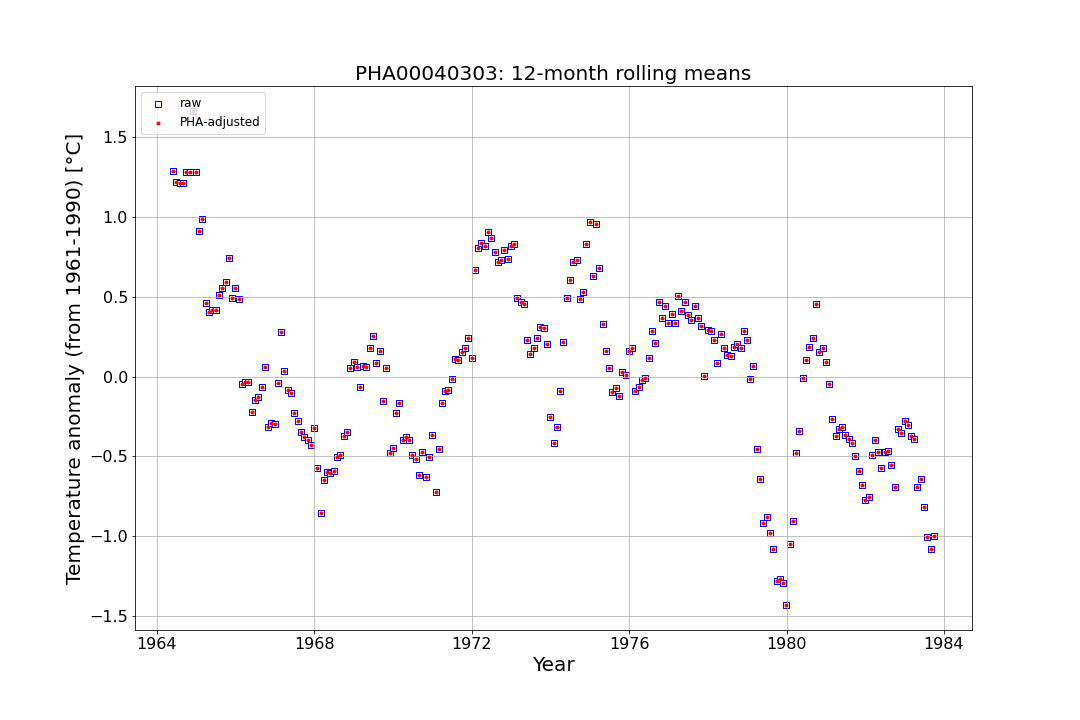 PHA00040303: 12-month rolling means
raw
PHA-adjusted
Temperature anomaly (from 1961-1990) [°C]
1.5
1.0
0.5
0.0
−0.5
−1.0
−1.5
1964 1968 1972 1976 1980 1984
Year